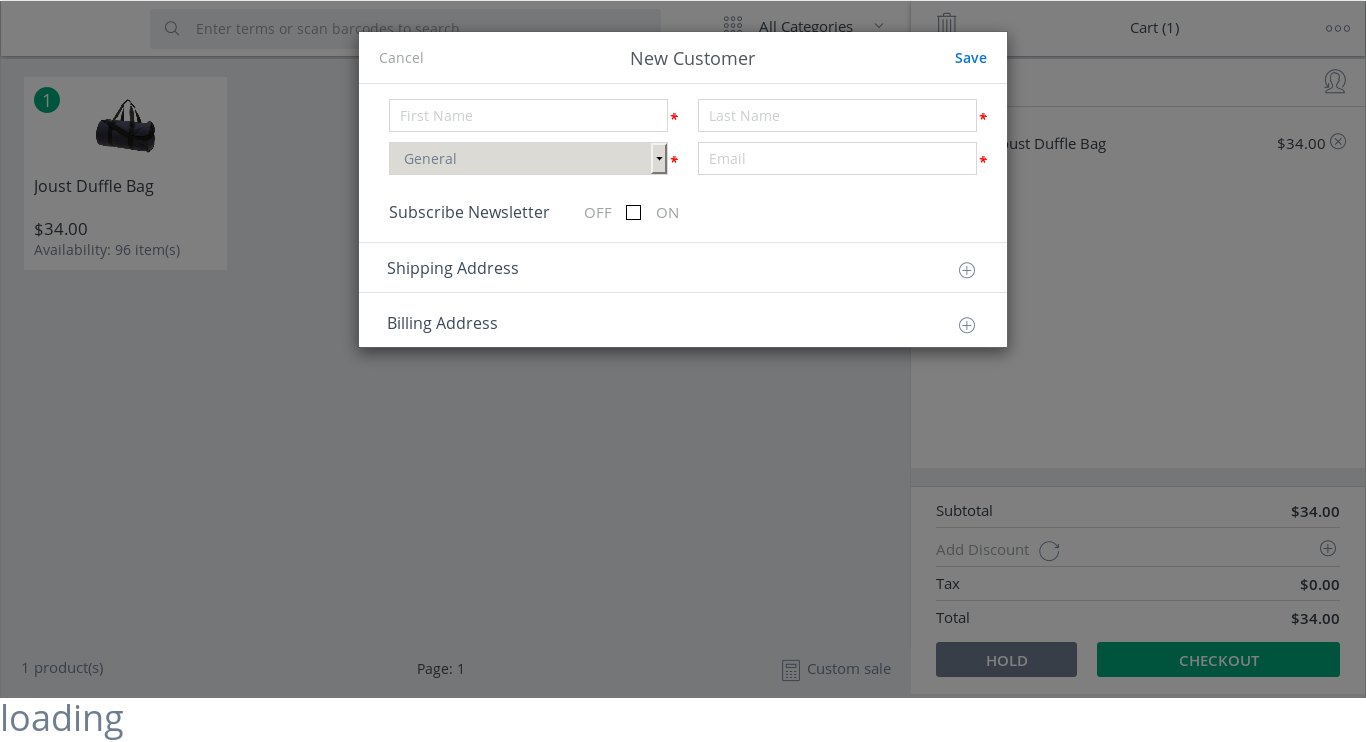 Enter terms or scan barcodes to search
All Categories
Cart (1)
Cancel
New Customer
Save
1
First Name *
Last Name *
General *
Email *
Joust Duffle Bag
$34.00
Availability: 96 item(s)
Subscribe Newsletter OFF ON
Shipping Address
Billing Address
oust Duffle Bag $34.00
Subtotal $34.00
Add Discount
Tax $0.00
Total $34.00
HOLD CHECKOUT
1 product(s)
Page: 1
Custom sale
loading